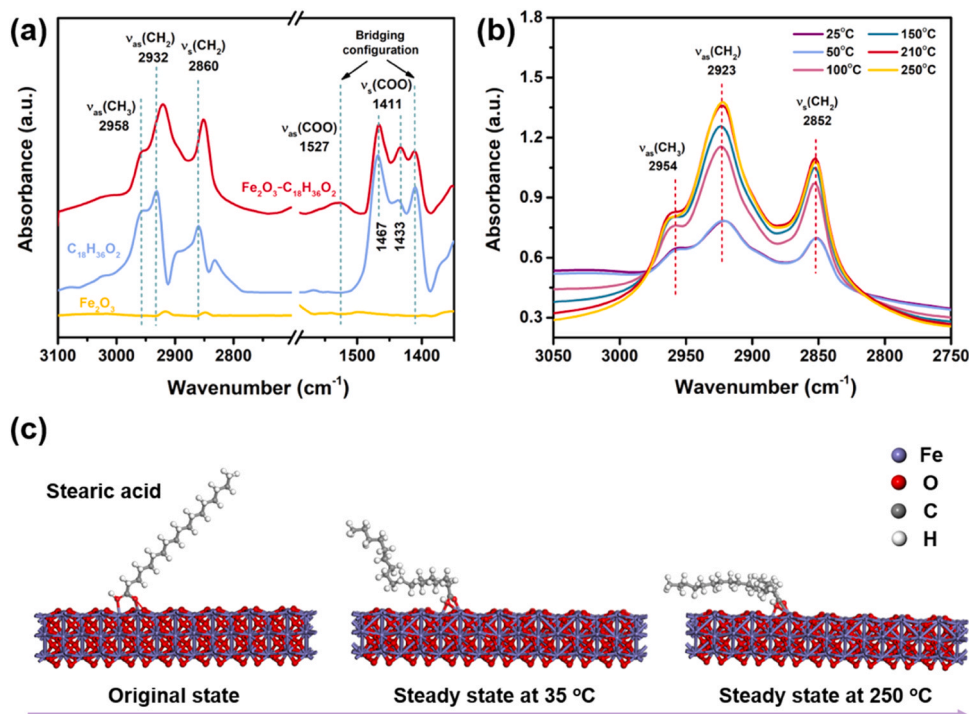 (a)
νas(CH2)
2932
νs(CH2)
2860
νas(CH3)
2958
Bridging
configuration
νs(COO)
1411
νas(COO)
1527
Fe2O3-C18H36O2
C18H36O2
Fe2O3
1467
1433
Absorbance (a.u.)
3100 3000 2900 2800 1500 1400
Wavenumber (cm-1)
(b)
25°C 150°C
50°C 210°C
100°C 250°C
νas(CH2)
2923
νs(CH2)
2852
νas(CH3)
2954
Absorbance (a.u.)
1.8
1.5
1.2
0.9
0.6
0.3
3050 3000 2950 2900 2850 2800 2750
Wavenumber (cm-1)
(c)
Stearic acid
Fe
O
C
H
Original state
Steady state at 35 °C
Steady state at 250 °C